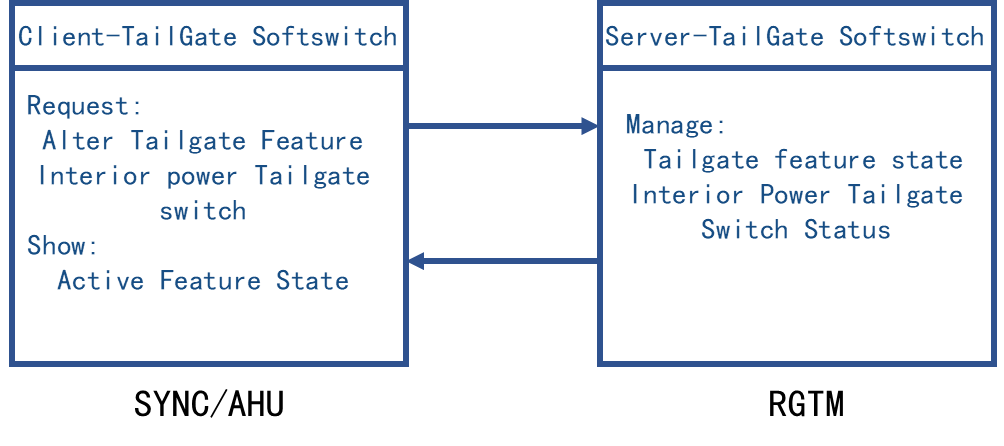 Client-TailGate Softswitch
Request:
Alter Tailgate Feature
Interior power Tailgate
switch
Show:
Active Feature State
Server-TailGate Softswitch
Manage:
Tailgate feature state
Interior Power Tailgate
Switch Status
SYNC/AHU
RGTM